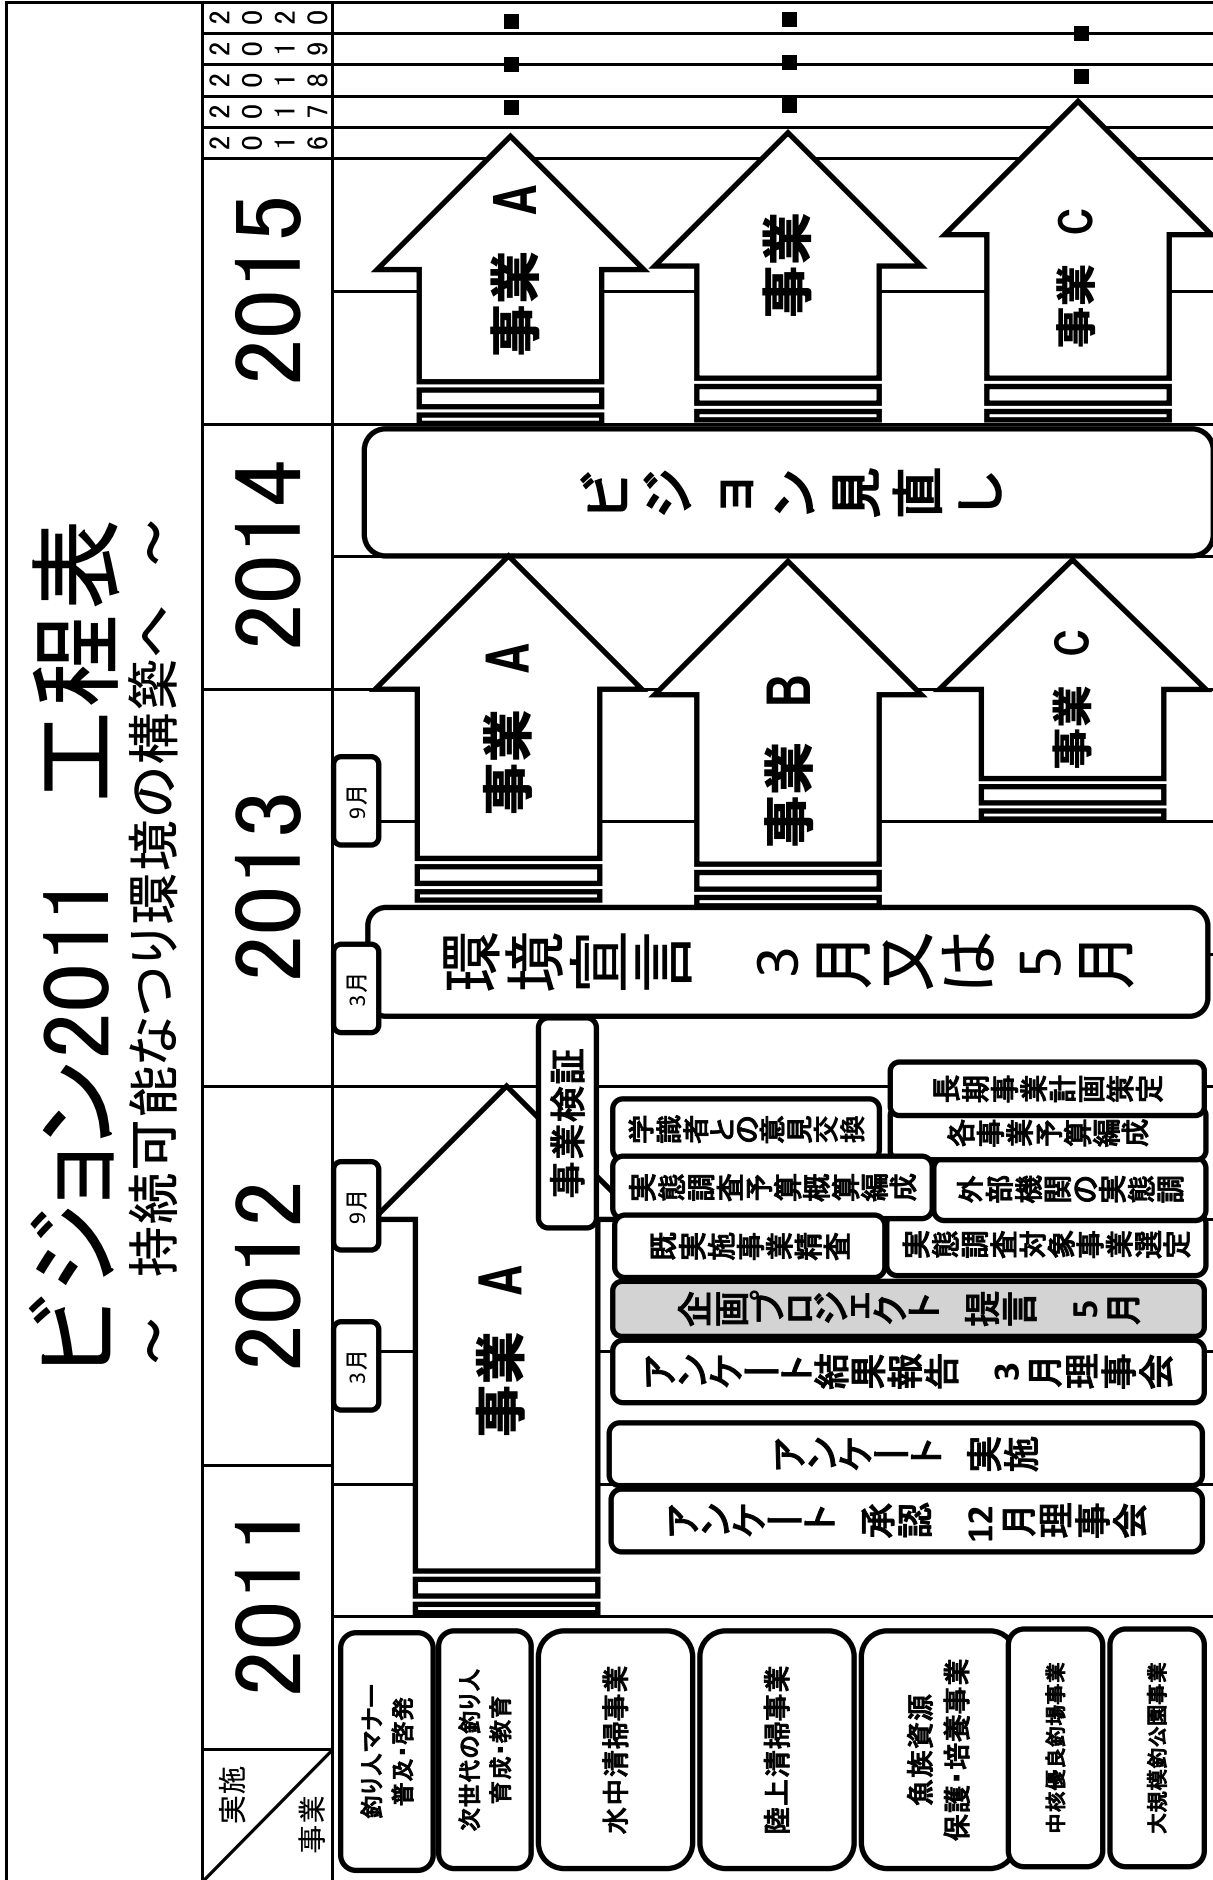 ビジョン2011 工程表
~ 持続可能なつり環境の構築へ ~
実施
事業
2011
2012
2013
2014
2015
2016
2017
2018
2019
2020
3月
9月
3月
9月
釣り人マナー
普及・啓発
次世代の釣り人
育成・教育
水中清掃事業
陸上清掃事業
魚族資源
保護・培養事業
中核優良釣場事業
大規模釣公園事業
事業 A
アンケート 承認 12月理事会
アンケート 実施
アンケート結果報告 3月理事会
企画プロジェクト 提言 5月
既実施事業精査
実態調査対象事業選定
実態調査予算概算編成
外部機関の実態調
学識者との意見交換
各事業予算編成
長期事業計画策定
事業検証
環境宣言 3月又は5月
事業 A
事業 B
事業 C
ビジョン見直し
事業 A
事業
事業 C